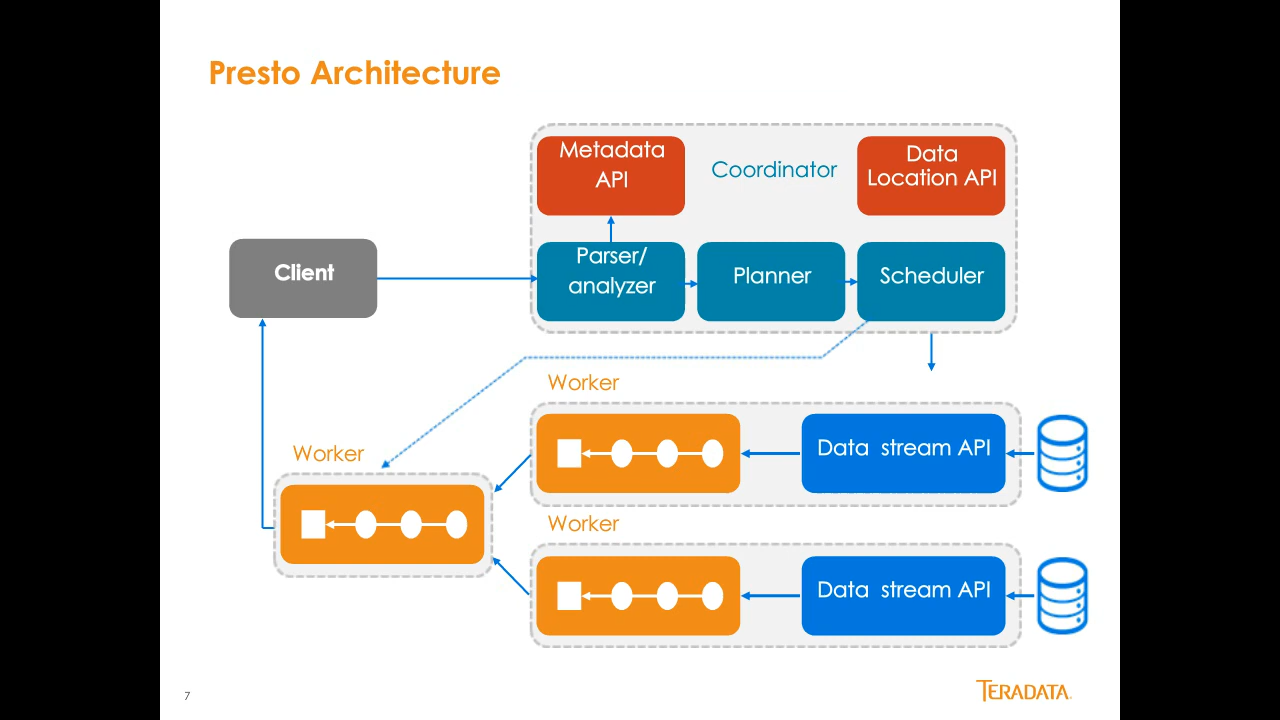 Presto Architecture
Metadata
API
Coordinator
Data
Location API
Client
Parser/
analyzer
Planner
Scheduler
Worker
Data  stream API
Worker
Worker
Data  stream API
7
TERADATA.